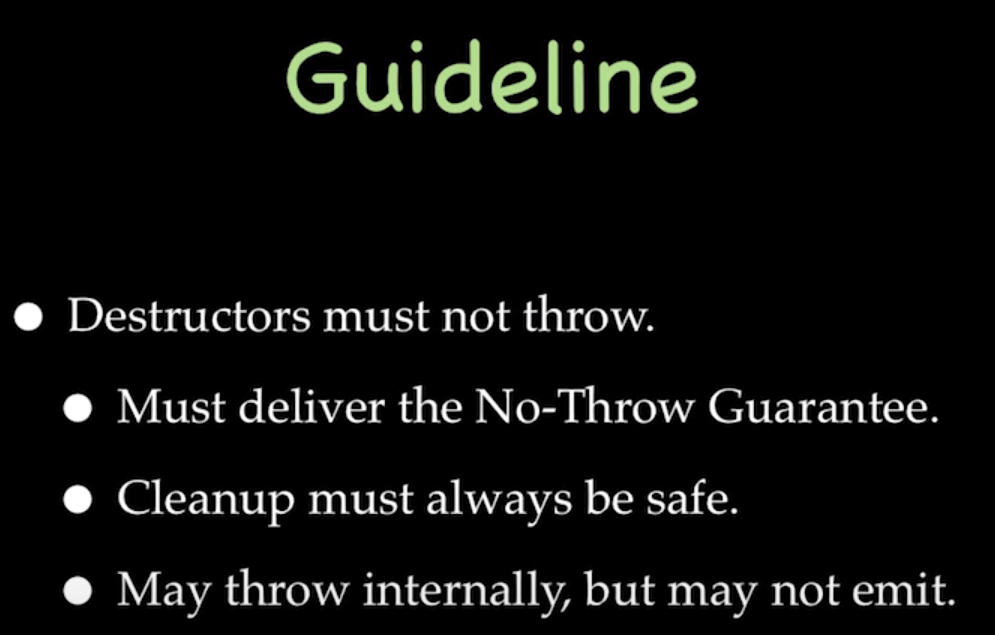 Guideline
Destructors must not throw.
Must deliver the No-Throw Guarantee.
Cleanup must always be safe.
May throw internally, but may not emit.